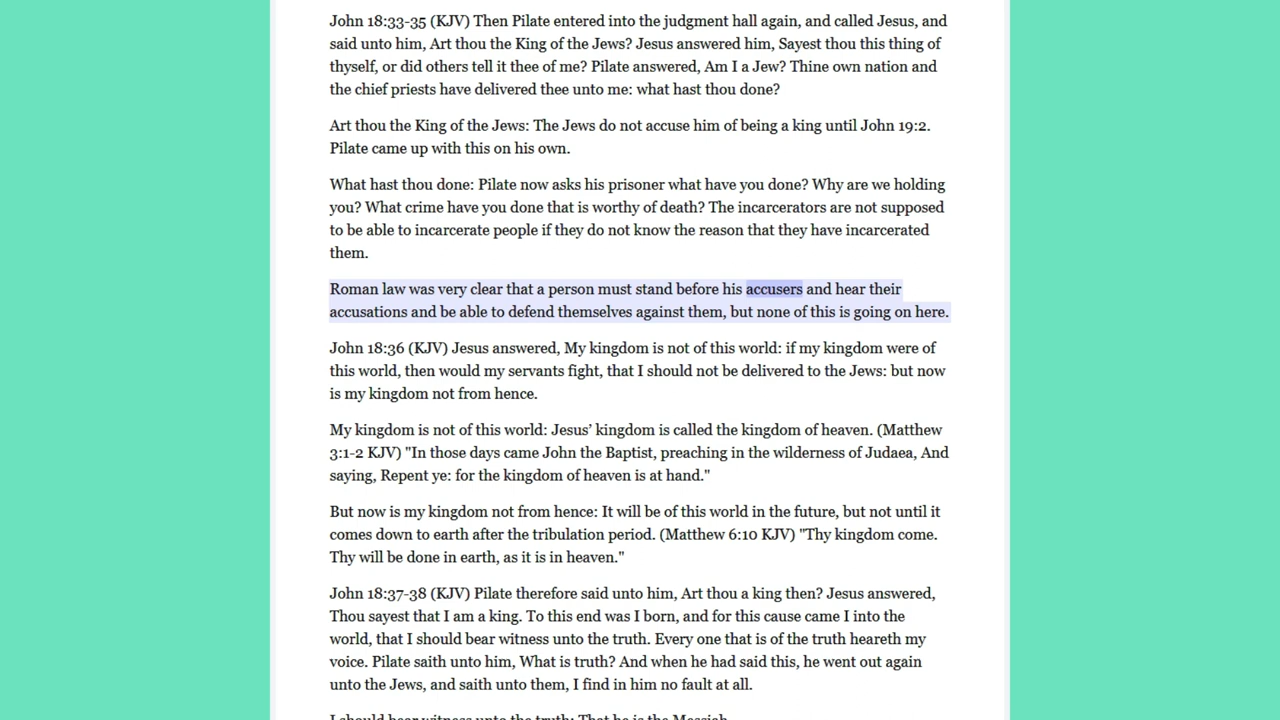 John 18:33-35 (KJV) Then Pilate entered into the judgment hall again, and called Jesus, and
said unto him, Art thou the King of the Jews? Jesus answered him, Sayest thou this thing of
thyself, or did others tell it thee of me? Pilate answered, Am I a Jew? Thine own nation and
the chief priests have delivered thee unto me: what hast thou done?
Art thou the King of the Jews: The Jews do not accuse him of being a king until John 19:2.
Pilate came up with this on his own.
What hast thou done: Pilate now asks his prisoner what have you done? Why are we holding
you? What crime have you done that is worthy of death? The incarcerators are not supposed
to be able to incarcerate people if they do not know the reason that they have incarcerated
them.
Roman law was very clear that a person must stand before his accusers and hear their
accusations and be able to defend themselves against them, but none of this is going on here.
John 18:36 (KJV) Jesus answered, My kingdom is not of this world: if my kingdom were of
this world, then would my servants fight, that I should not be delivered to the Jews: but now
is my kingdom not from hence.
My kingdom is not of this world: Jesus’ kingdom is called the kingdom of heaven. (Matthew
3:1-2 KJV) "In those days came John the Baptist, preaching in the wilderness of Judaea, And
saying, Repent ye: for the kingdom of heaven is at hand."
But now is my kingdom not from hence: It will be of this world in the future, but not until it
comes down to earth after the tribulation period. (Matthew 6:10 KJV) "Thy kingdom come.
Thy will be done in earth, as it is in heaven."
John 18:37-38 (KJV) Pilate therefore said unto him, Art thou a king then? Jesus answered,
Thou sayest that I am a king. To this end was I born, and for this cause came I into the
world, that I should bear witness unto the truth. Every one that is of the truth heareth my
voice. Pilate saith unto him, What is truth? And when he had said this, he went out again
unto the Jews, and saith unto them, I find in him no fault at all.
I should bear witness unto the truth: That he is the Messiah.